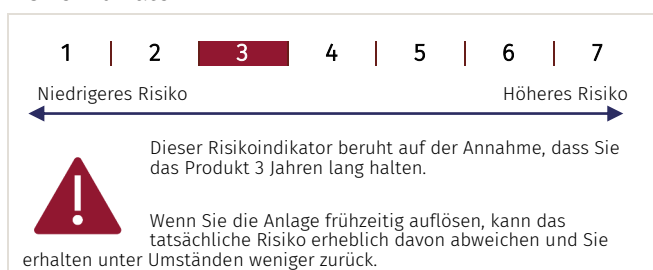 1 2 3 4 5 6 7
Niedrigeres Risiko Höheres Risiko
Dieser Risikoindikator beruht auf der Annahme, dass Sie
das Produkt 3 Jahren lang halten.
Wenn Sie die Anlage frühzeitig auflösen, kann das
tatsächliche Risiko erheblich davon abweichen und Sie
erhalten unter Umständen weniger zurück.